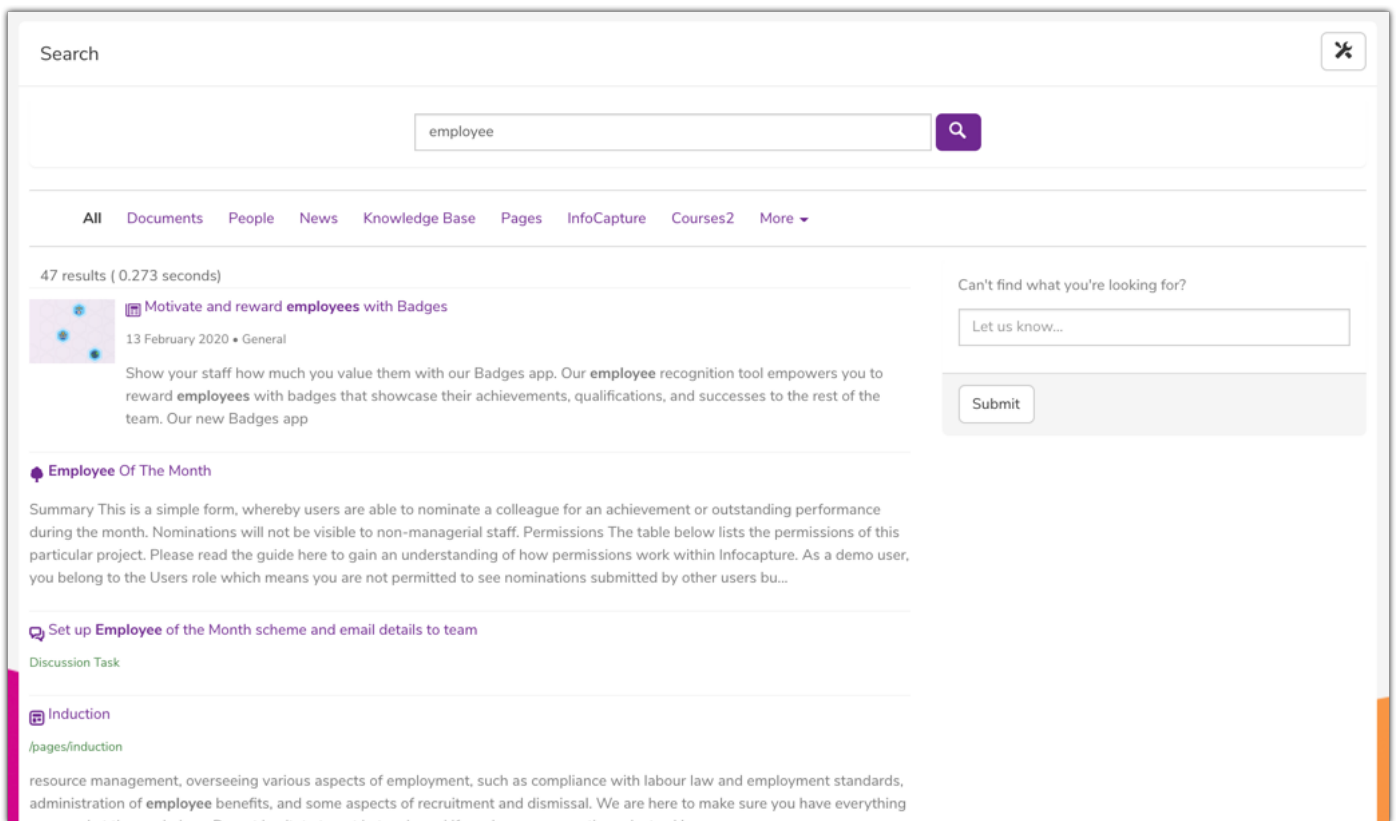 Search
employee
All Documents People News Knowledge Base Pages InfoCapture Courses2 More
47 results ( 0.273 seconds)
Motivate and reward employees with Badges
13 February 2020 • General
Show your staff how much you value them with our Badges app. Our employee recognition tool empowers you to
reward employees with badges that showcase their achievements, qualifications, and successes to the rest of the
team. Our new Badges app
Employee Of The Month
Summary This is a simple form, whereby users are able to nominate a colleague for an achievement or outstanding performance
during the month. Nominations will not be visible to non-managerial staff. Permissions The table below lists the permissions of this
particular project. Please read the guide here to gain an understanding of how permissions work within Infocapture. As a demo user,
you belong to the Users role which means you are not permitted to see nominations submitted by other users bu...
Set up Employee of the Month scheme and email details to team
Discussion Task
Induction
/pages/induction
resource management, overseeing various aspects of employment, such as compliance with labour law and employment standards,
administration of employee benefits, and some aspects of recruitment and dismissal. We are here to make sure you have everything
Can't find what you're looking for?
Let us know...
Submit